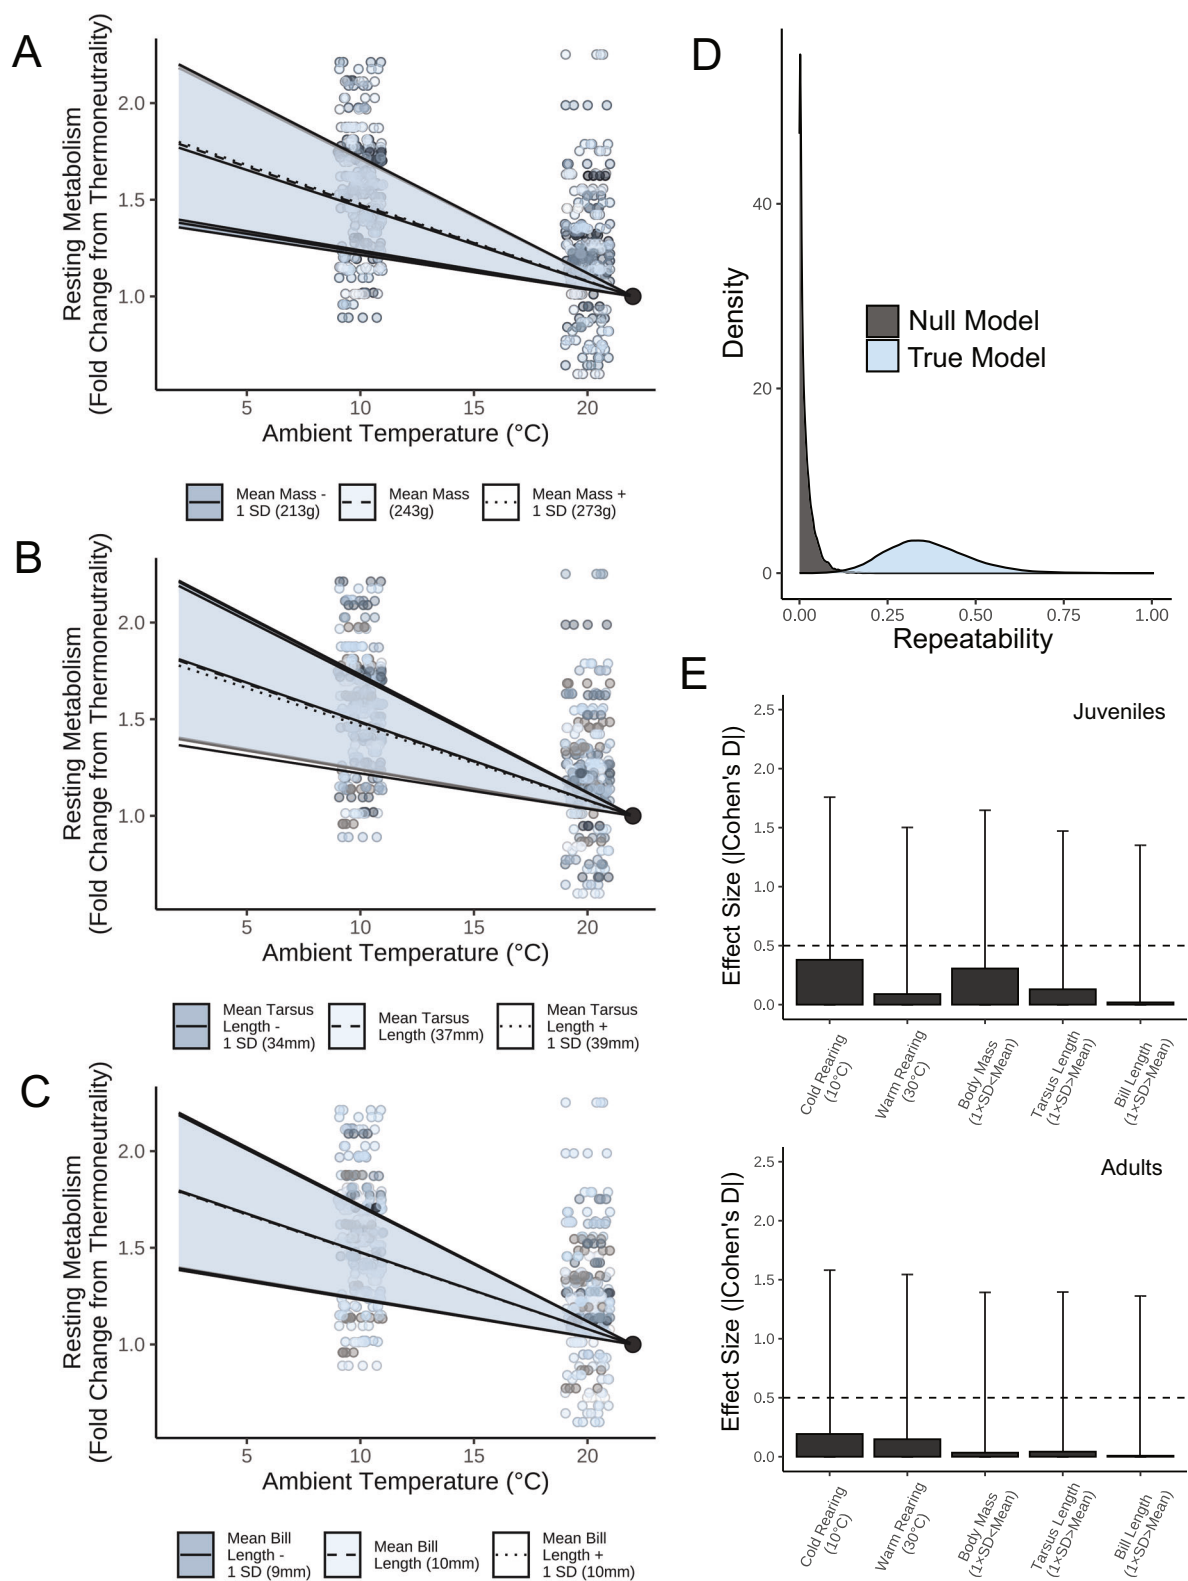 A
Resting Metabolism
(Fold Change from Thermoneutrality)
2.0
1.5
1.0
5
10
15
20
Ambient Temperature (°C)
Mean Mass -
1 SD (213g)
Mean Mass
(243g)
Mean Mass +
1 SD (273g)
B
Resting Metabolism
(Fold Change from Thermoneutrality)
2.0
1.5
1.0
5
10
15
20
Ambient Temperature (°C)
Mean Tarsus
Length -
1 SD (34mm)
Mean Tarsus
Length (37mm)
Mean Tarsus
Length +
1 SD (39mm)
C
Resting Metabolism
(Fold Change from Thermoneutrality)
2.0
1.5
1.0
5
10
15
20
Ambient Temperature (°C)
Mean Bill
Length -
1 SD (9mm)
Mean Bill
Length (10mm)
Mean Bill
Length +
1 SD (10mm)
D
Density
40
20
0
Null Model
True Model
0.00
0.25
0.50
0.75
1.00
Repeatability
E
Juveniles
Effect Size (|Cohen's D|)
2.5
2.0
1.5
1.0
0.5
0.0
Cold Rearing
(10°C)
Warm Rearing
(30°C)
Body Mass
(1×SD<Mean)
Tarsus Length
(1×SD>Mean)
Bill Length
(1×SD>Mean)
Adults
Effect Size (|Cohen's D|)
2.5
2.0
1.5
1.0
0.5
0.0
Cold Rearing
(10°C)
Warm Rearing
(30°C)
Body Mass
(1×SD<Mean)
Tarsus Length
(1×SD>Mean)
Bill Length
(1×SD>Mean)